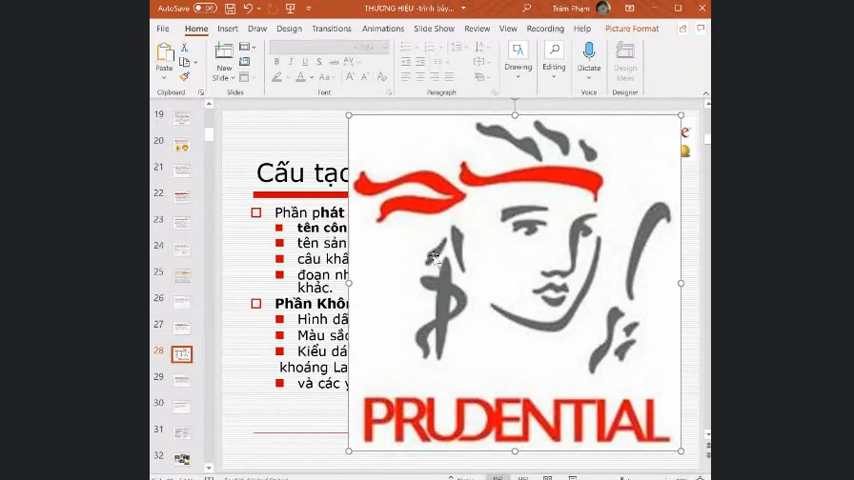 AutoSave
Off
THƯƠNG HIỆU -trình bày...
Trâm Phạm
File
Home
Insert
Draw
Design
Transitions
Animations
Slide Show
Review
View
Recording
Help
Picture Format
Paste
New
Slide
Drawing
Editing
Dictate
Design
Ideas
Clipboard
Slides
Font
Paragraph
Voice
Designer
19
20
21
22
23
24
25
26
27
28
29
30
31
32
Cấu tạo
Phần phát
tên côn
tên sản
câu khẩ
đoạn nh
khác.
Phần Khôn
Hình dá
Màu sắc
Kiểu dá
khoáng La
và các y
PRUDENTIAL